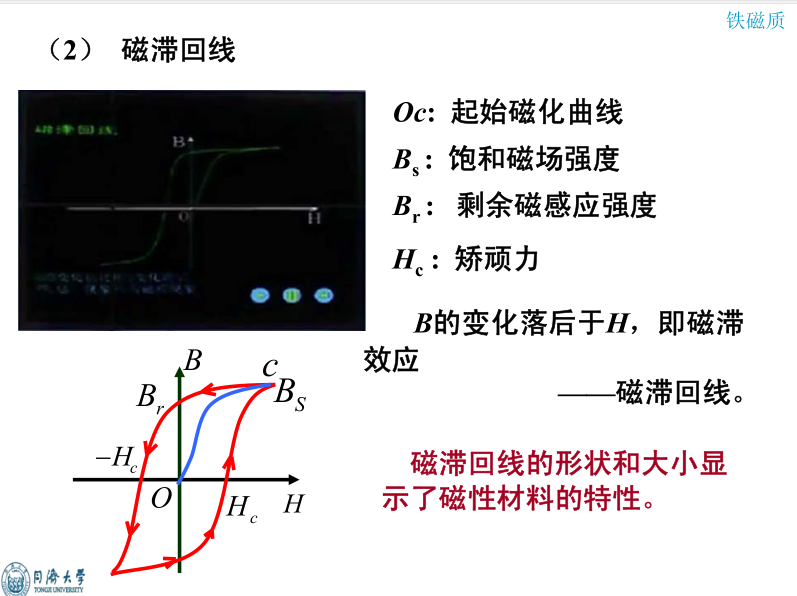 铁磁质
（2） 磁滞回线
磁滞回线
B
O
H
Oc: 起始磁化曲线
Bs： 饱和磁场强度
Br： 剩余磁感应强度
Hc： 矫顽力
B的变化落后于H，即磁滞
效应
——磁滞回线。
磁滞回线的形状和大小显
示了磁性材料的特性。
B
c
Br
BS
−Hc
O
Hc
H
同济大学
TONGJI UNIVERSITY